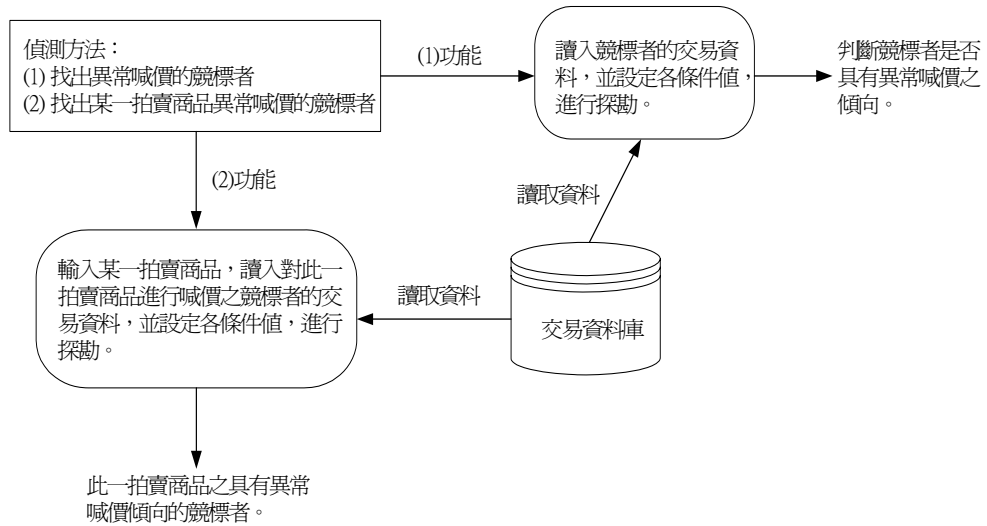 偵測方法：
(1) 找出異常喊價的競標者
(2) 找出某一拍賣商品異常喊價的競標者
(1)功能
讀入競標者的交易資
料，並設定各條件值，
進行探勘。
判斷競標者是否
具有異常喊價之
傾向。
(2)功能
讀取資料
輸入某一拍賣商品，讀入對此一
拍賣商品進行喊價之競標者的交
易資料，並設定各條件值，進行
探勘。
讀取資料
交易資料庫
此一拍賣商品之具有異常
喊價傾向的競標者。